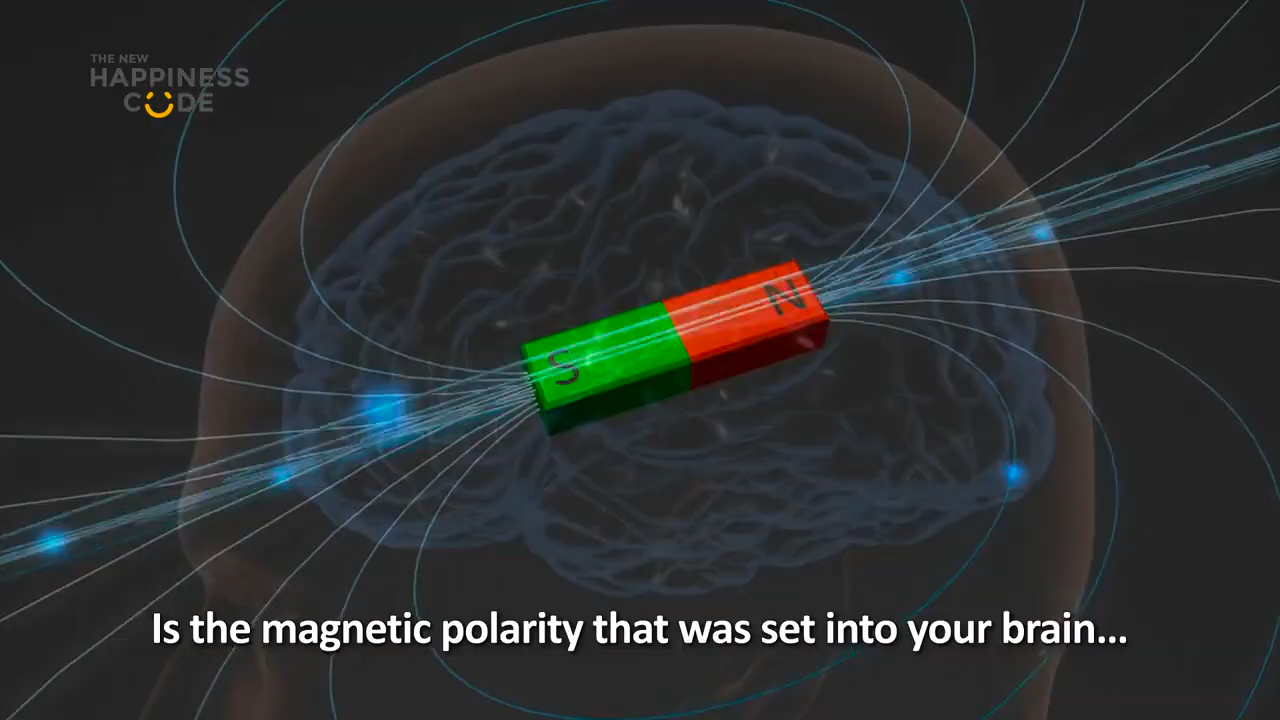 THE NEW
HAPPINESS
CODE
N
S
Is the magnetic polarity that was set into your brain...